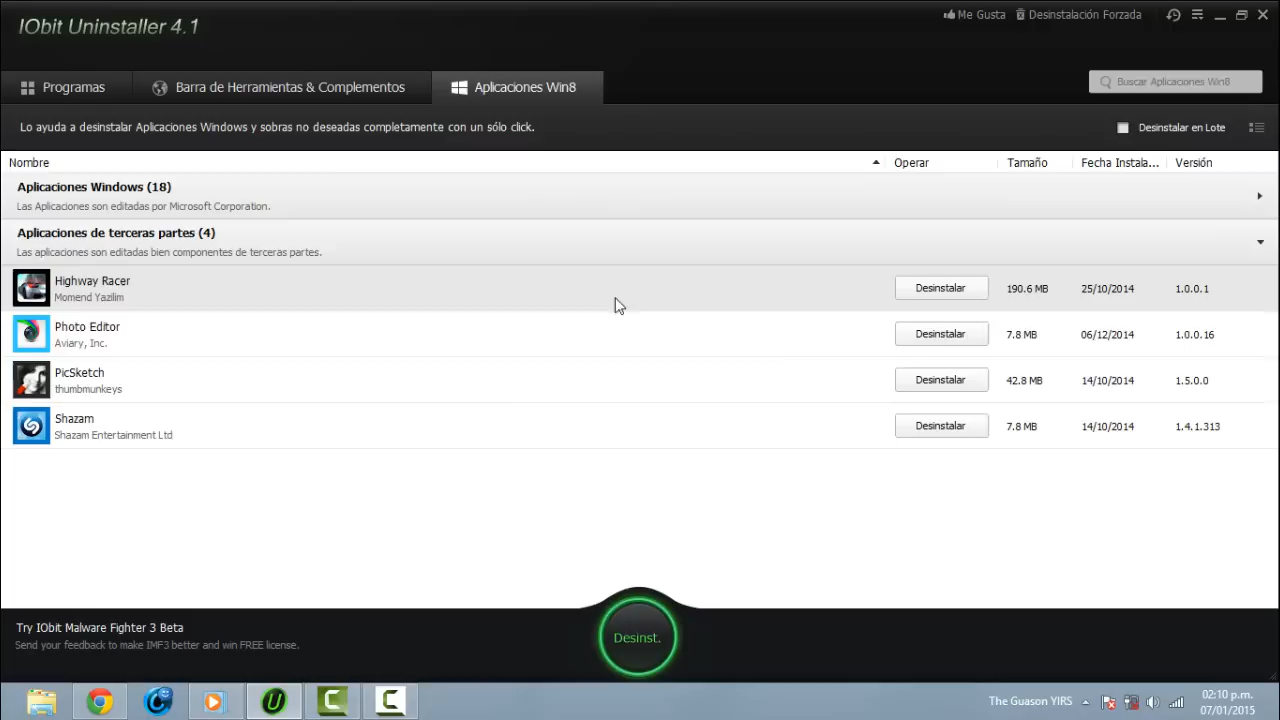 IObit Uninstaller 4.1
Me Gusta
Desinstalación Forzada
Programas
Barra de Herramientas & Complementos
Aplicaciones Win8
Buscar Aplicaciones Win8
Lo ayuda a desinstalar Aplicaciones Windows y sobras no deseadas completamente con un sólo click.
Desinstalar en Lote
Nombre Operar Tamaño Fecha Instala... Versión
Aplicaciones Windows (18)
Las Aplicaciones son editadas por Microsoft Corporation.
Aplicaciones de terceras partes (4)
Las aplicaciones son editadas bien componentes de terceras partes.
Highway Racer
Momend Yazilim
Desinstalar 190.6 MB 25/10/2014 1.0.0.1
Photo Editor
Aviary, Inc.
Desinstalar 7.8 MB 06/12/2014 1.0.0.16
PicSketch
thumbmunkeys
Desinstalar 42.8 MB 14/10/2014 1.5.0.0
Shazam
Shazam Entertainment Ltd
Desinstalar 7.8 MB 14/10/2014 1.4.1.313
Try IObit Malware Fighter 3 Beta
Send your feedback to make IMF3 better and win FREE license.
Desinst.
The Guason YIRS
02:10 p.m.
07/01/2015